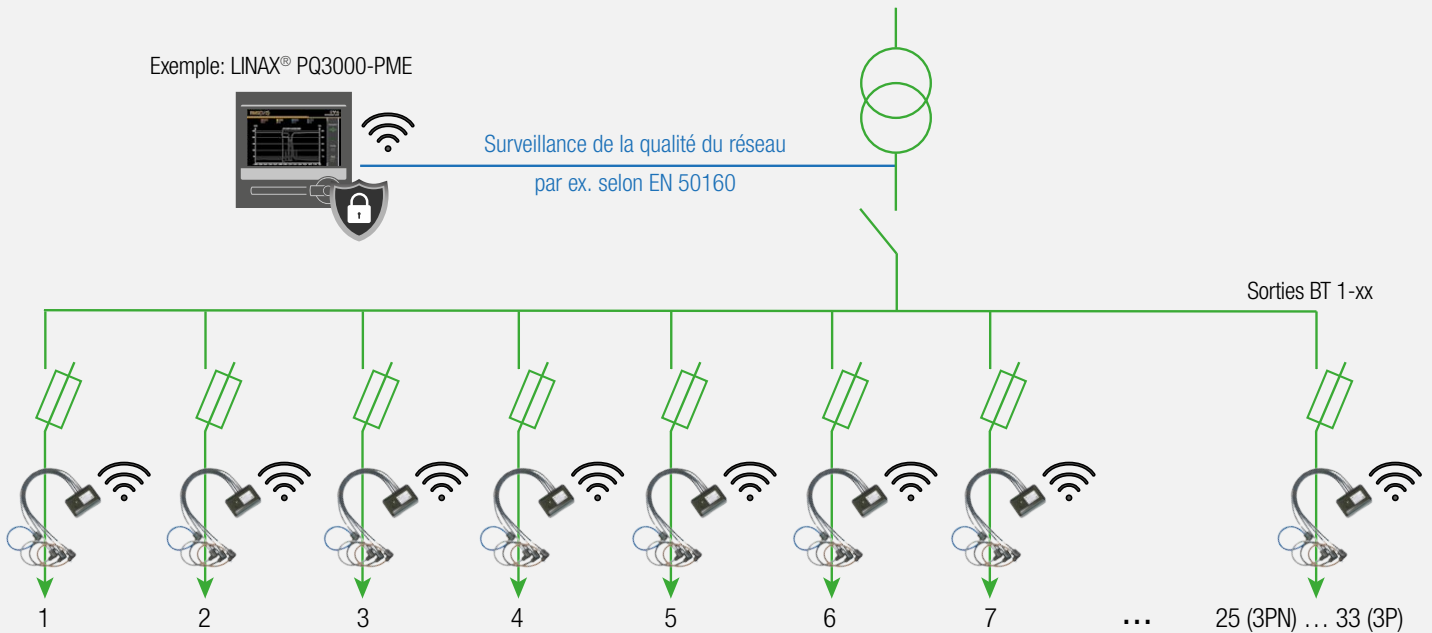 Exemple: LINAX® PQ3000-PME
Surveillance de la qualité du réseau
par ex. selon EN 50160
Sorties BT 1-xx
1 2 3 4 5 6 7 ... 25 (3PN) ... 33 (3P)